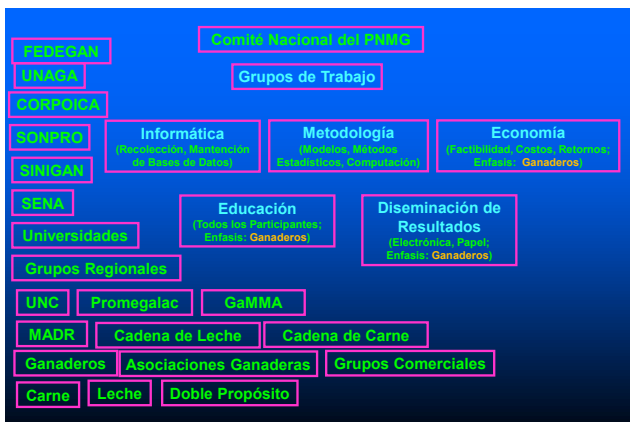 Comité Nacional del PNMG
FEDEGAN
UNAGA
Grupos de Trabajo
CORPOICA
SONPRO
Informática
(Recolección, Mantención
de Bases de Datos)
Metodología
(Modelos, Métodos
Estadísticos, Computación)
Economía
(Factibilidad, Costos, Retornos;
Enfasis: Ganaderos)
SINIGAN
SENA
Educación
(Todos los Participantes;
Enfasis: Ganaderos)
Diseminación de
Resultados
(Electrónica, Papel;
Enfasis: Ganaderos)
Universidades
Grupos Regionales
UNC Promegalac GaMMA
MADR Cadena de Leche Cadena de Carne
Ganaderos Asociaciones Ganaderas Grupos Comerciales
Carne Leche Doble Propósito